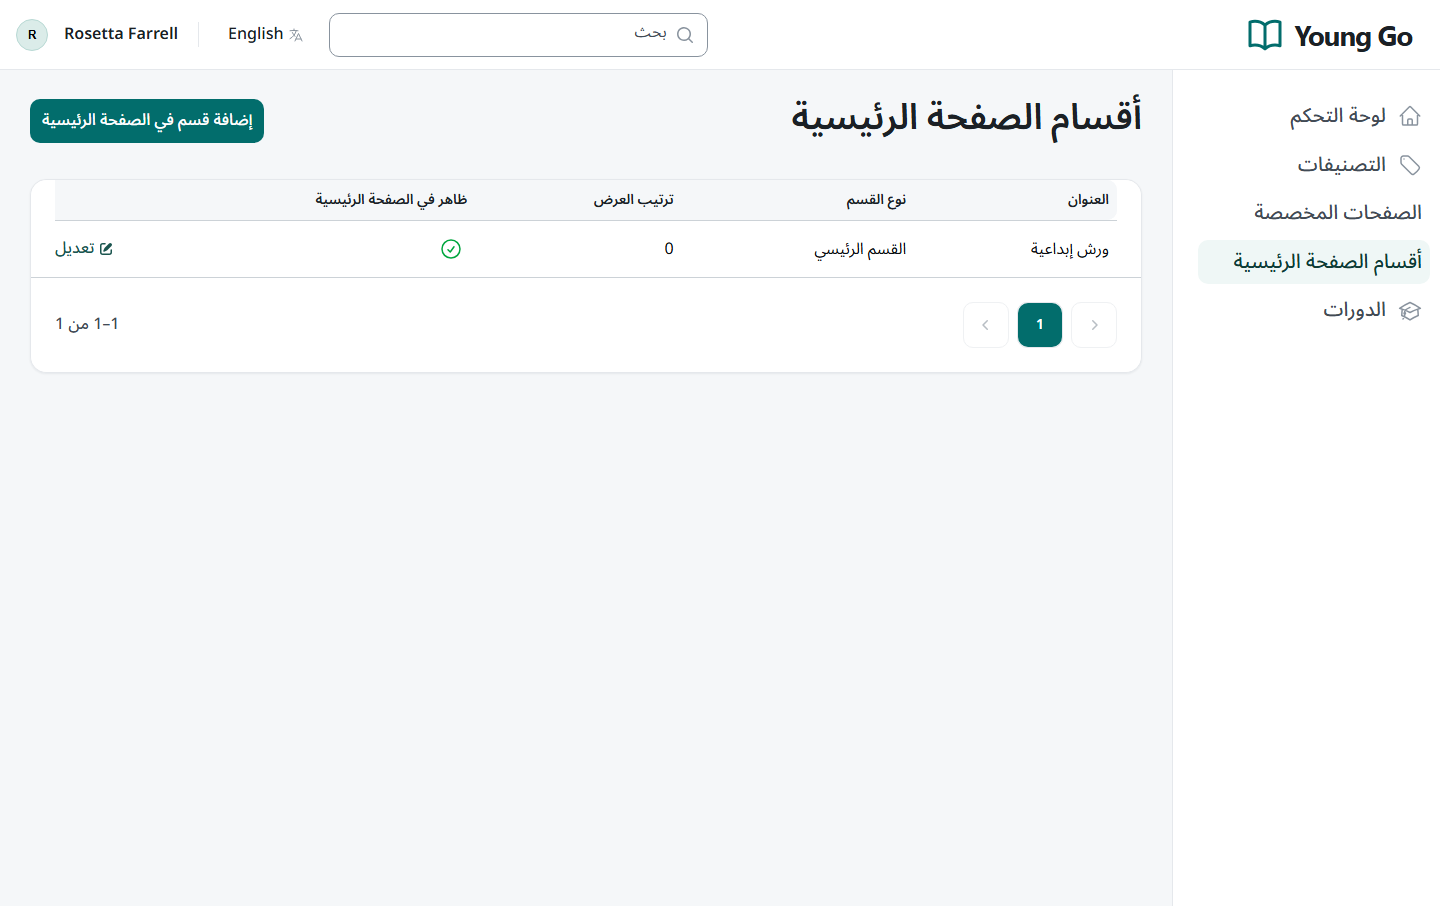 Young Go
بحث
English
Rosetta Farrell
R
لوحة التحكم
التصنيفات
الصفحات المخصصة
أقسام الصفحة الرئيسية
الدورات
أقسام الصفحة الرئيسية
إضافة قسم في الصفحة الرئيسية
العنوان نوع القسم ترتيب العرض ظاهر في الصفحة الرئيسية
ورش إبداعية القسم الرئيسي 0 تعديل
1
1–1 من 1